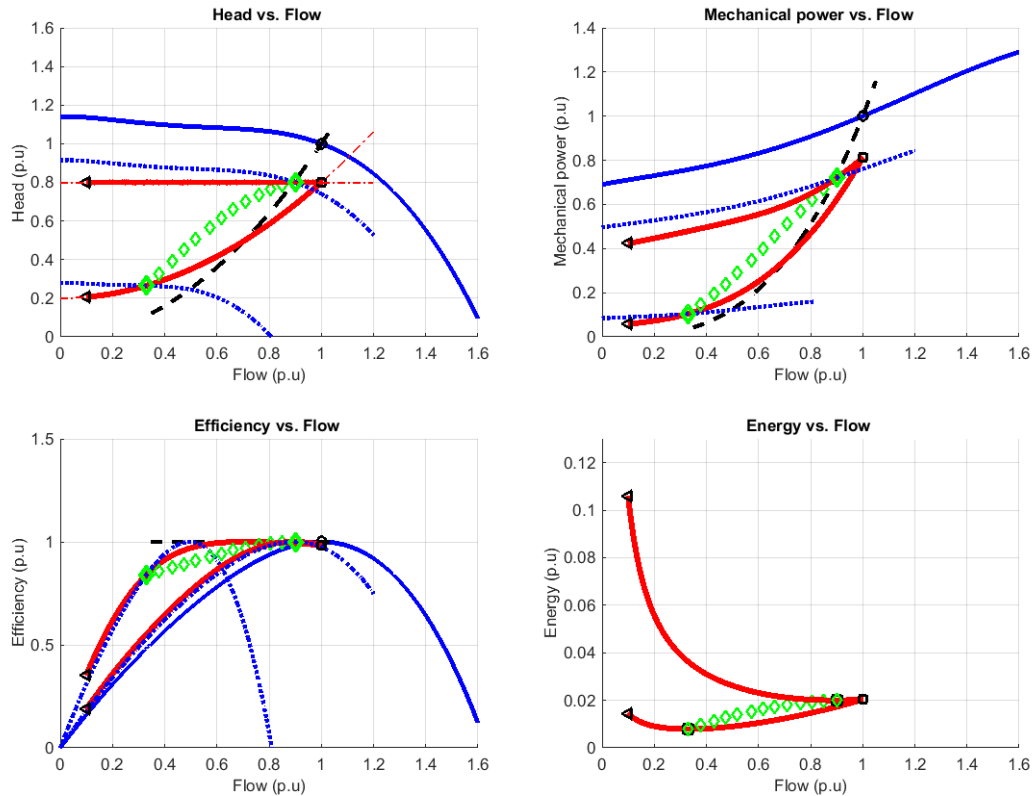 Head vs. Flow
Head (p.u)
1.6
1.4
1.2
1
0.8
0.6
0.4
0.2
0
0 0.2 0.4 0.6 0.8 1 1.2 1.4 1.6
Flow (p.u)
Mechanical power vs. Flow
Mechanical power (p.u)
1.4
1.2
1
0.8
0.6
0.4
0.2
0
0 0.2 0.4 0.6 0.8 1 1.2 1.4 1.6
Flow (p.u)
Efficiency vs. Flow
Efficiency (p.u)
1.5
1
0.5
0
0 0.2 0.4 0.6 0.8 1 1.2 1.4 1.6
Flow (p.u)
Energy vs. Flow
Energy (p.u)
0.12
0.1
0.08
0.06
0.04
0.02
0
0 0.2 0.4 0.6 0.8 1 1.2 1.4 1.6
Flow (p.u)